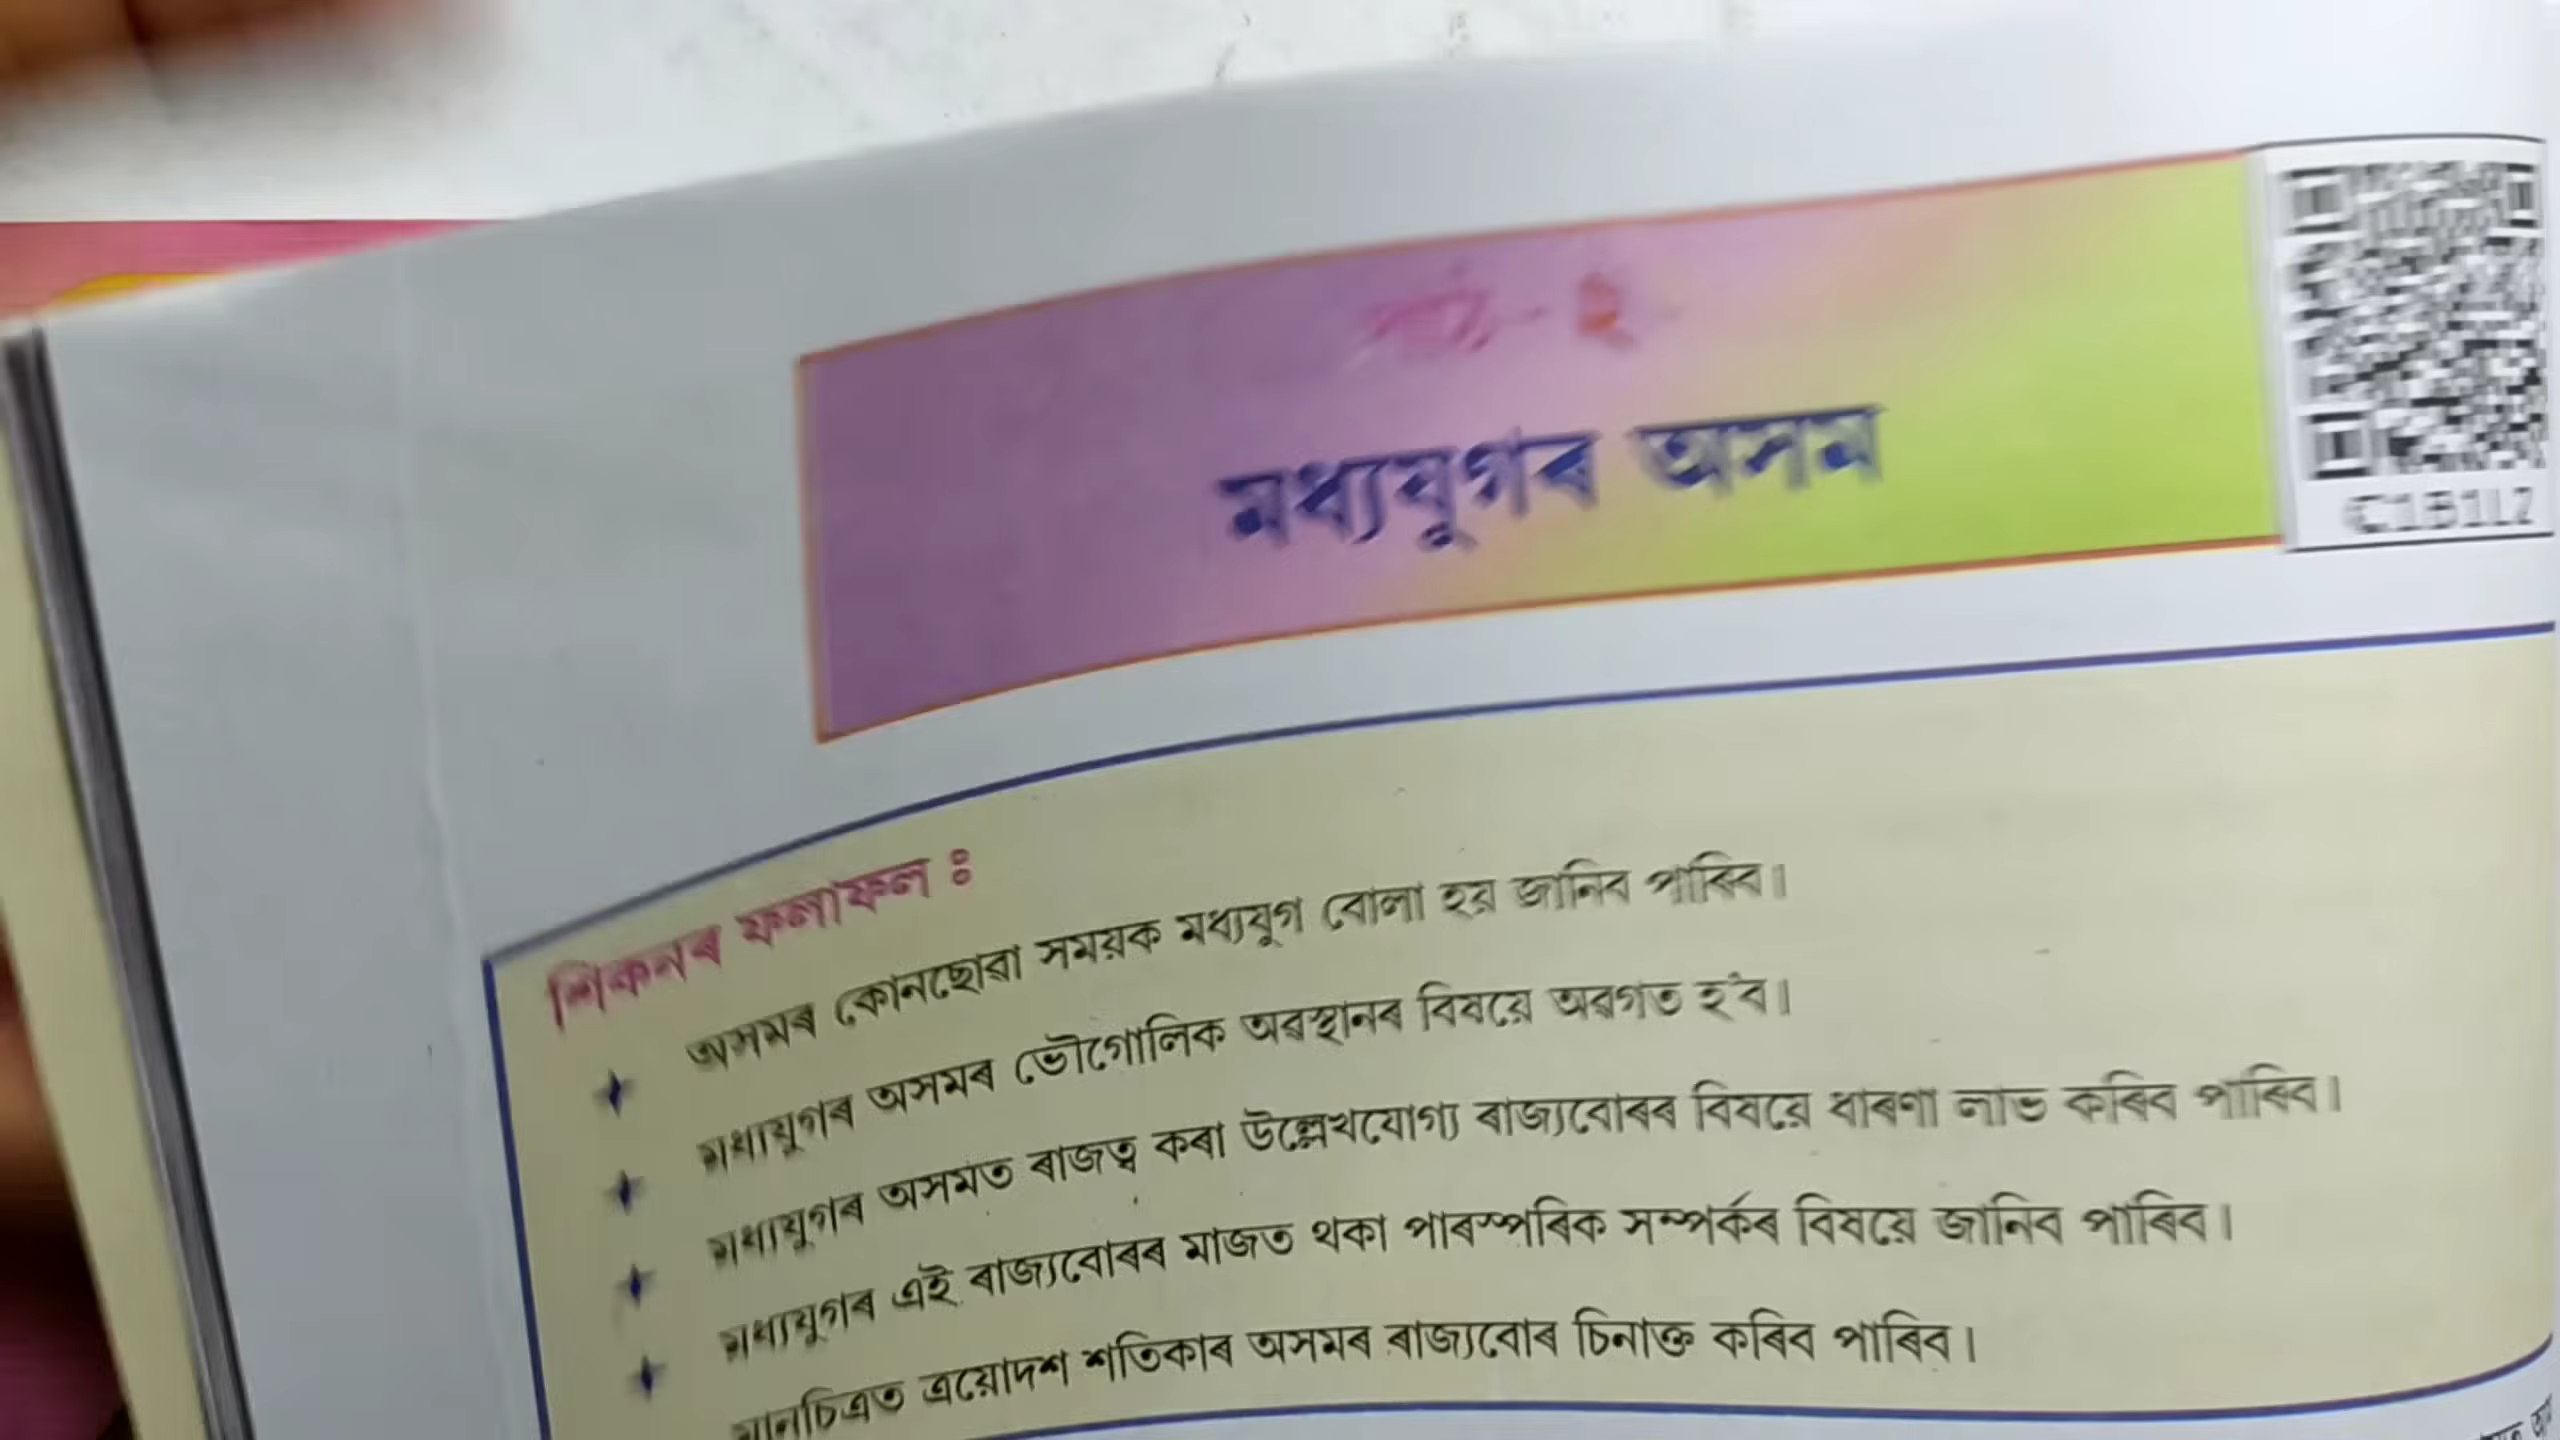 পাঠ - ২
মধ্যযুগৰ অসম
শিকনৰ ফলাফল ঃ
অসমৰ কোনছোৱা সময়ক মধ্যযুগ বোলা হয় জানিব পাৰিব।
মধ্যযুগৰ অসমৰ ভৌগোলিক অৱস্থানৰ বিষয়ে অৱগত হ'ব।
মধ্যযুগৰ অসমত ৰাজত্ব কৰা উল্লেখযোগ্য ৰাজ্যবোৰৰ বিষয়ে ধাৰণা লাভ কৰিব পাৰিব।
মধ্যযুগৰ এই ৰাজ্যবোৰৰ মাজত থকা পাৰস্পৰিক সম্পৰ্কৰ বিষয়ে জানিব পাৰিব।
মানচিত্ৰত ত্ৰয়োদশ শতিকাৰ অসমৰ ৰাজ্যবোৰ চিনাক্ত কৰিব পাৰিব।